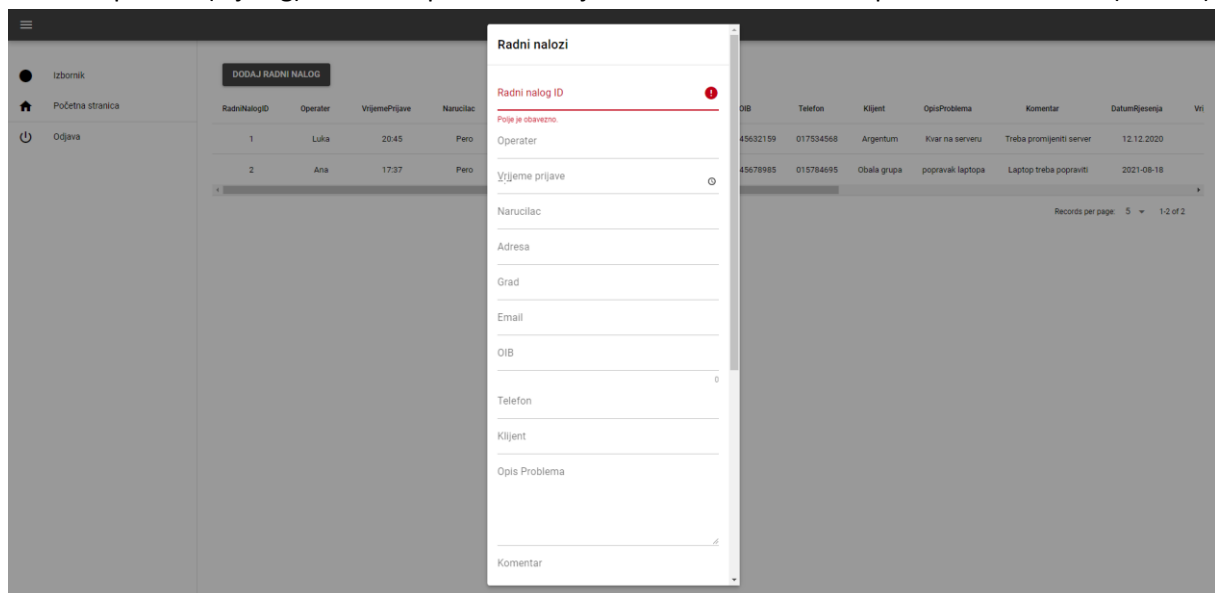 Radni nalozi
Izbornik
Početna stranica
Odjava
DODAJ RADNI NALOG
RadniNalogID Operater VrijemePrijave Narucilac OIB Telefon Klijent OpisProblema Komentar DatumRjesenja Vri
1 Luka 20:45 Pero 45632159 017534568 Argentum Kvar na serveru Treba promijeniti server 12.12.2020
2 Ana 17:37 Pero 45678985 015784695 Obala grupa popravak laptopa Laptop treba popraviti 2021-08-18
Records per page: 5 1-2 of 2
Radni nalog ID
Polje je obavezno.
Operater
Vrijeme prijave
Narucilac
Adresa
Grad
Email
OIB
0
Telefon
Klijent
Opis Problema
Komentar